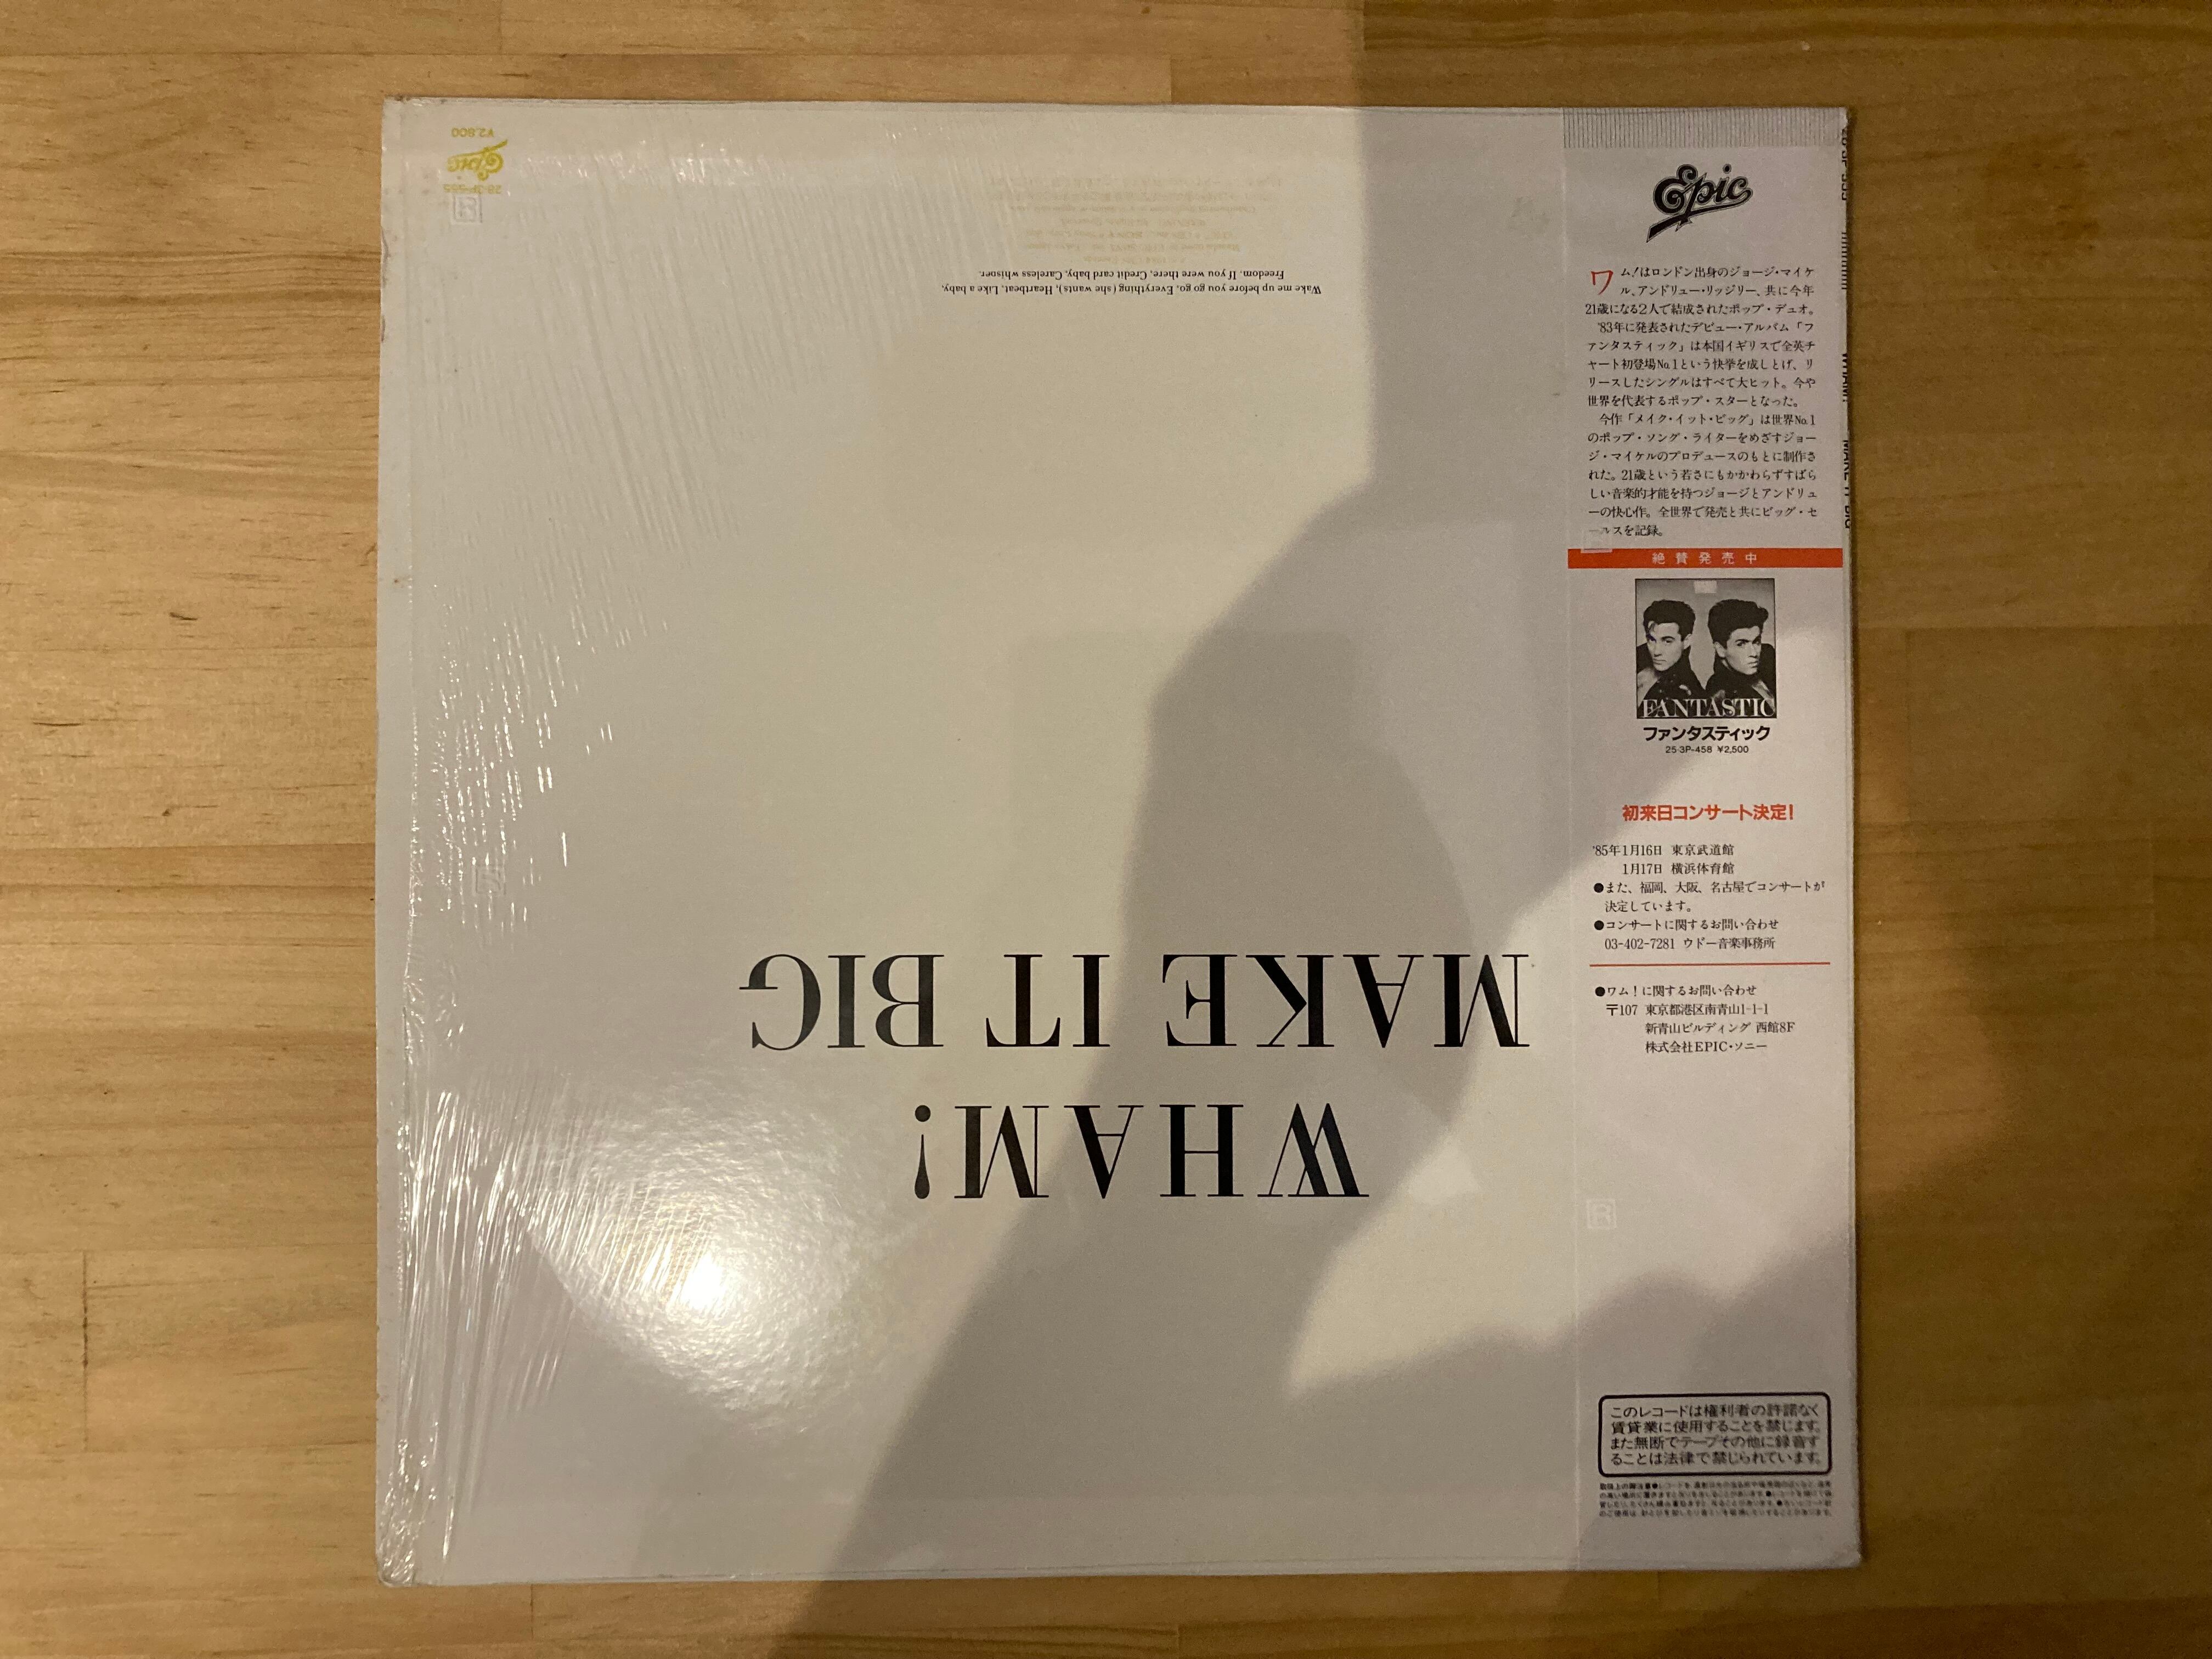 Epic
ワム!はロンドン出身のジョージ・マイケ
ル、アンドリュー・リッジリー、共に今年
21歳になる2人で結成されたポップ・デュオ。
'83年に発表されたデビュー・アルバム「フ
ァンタスティック」は本国イギリスで全英チ
ャート初登場No.1という快挙を成しとげ、リ
リースしたシングルはすべて大ヒット。今や
世界を代表するポップ・スターとなった。
今作「メイク・イット・ビッグ」は世界No.1
のポップ・ソング・ライターをめざすジョー
ジ・マイケルのプロデュースのもとに制作さ
れた。21歳という若さにもかかわらずすばら
しい音楽的才能を持つジョージとアンドリュ
ーの快心作。全世界で発売と共にビッグ・セ
ールスを記録。
絶賛発売中
FANTASTIC
ファンタスティック
25・3P-458 ¥2,500
初来日コンサート決定!
'85年1月16日 東京武道館
1月17日 横浜体育館
●また、福岡、大阪、名古屋でコンサートが
決定しています。
●コンサートに関するお問い合わせ
03-402-7281 ウドー音楽事務所
●ワム!に関するお問い合わせ
〒107 東京都港区南青山1-1-1
新青山ビルディング 西館8F
株式会社EPIC・ソニー
このレコードは権利者の許諾なく
賃貸業に使用することを禁じます。
また無断でテープその他に録音す
ることは法律で禁じられています。
WHAM!
MAKE IT BIG
Wake me up before you go go, Everything (she wants), Heartbeat, Like a baby,
Freedom, If you were there, Credit card baby, Careless whisper.
R
28・3P-555
Epic
¥2,800
WHAM!
MAKE IT BIG
R